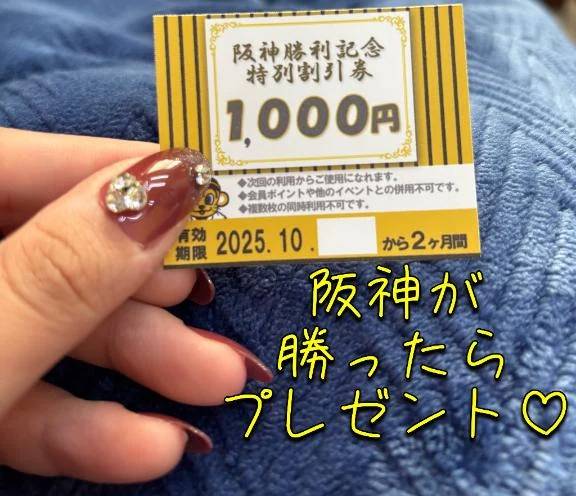 阪神勝利記念
特別割引券
1,000円
◆次回の利用からご使用になれます。
◆会員ポイントや他のイベントとの併用不可です。
◆複数枚の同時利用不可です。
有効期限 2025.10. から2ヶ月間
阪神が
勝ったら
プレゼント♡